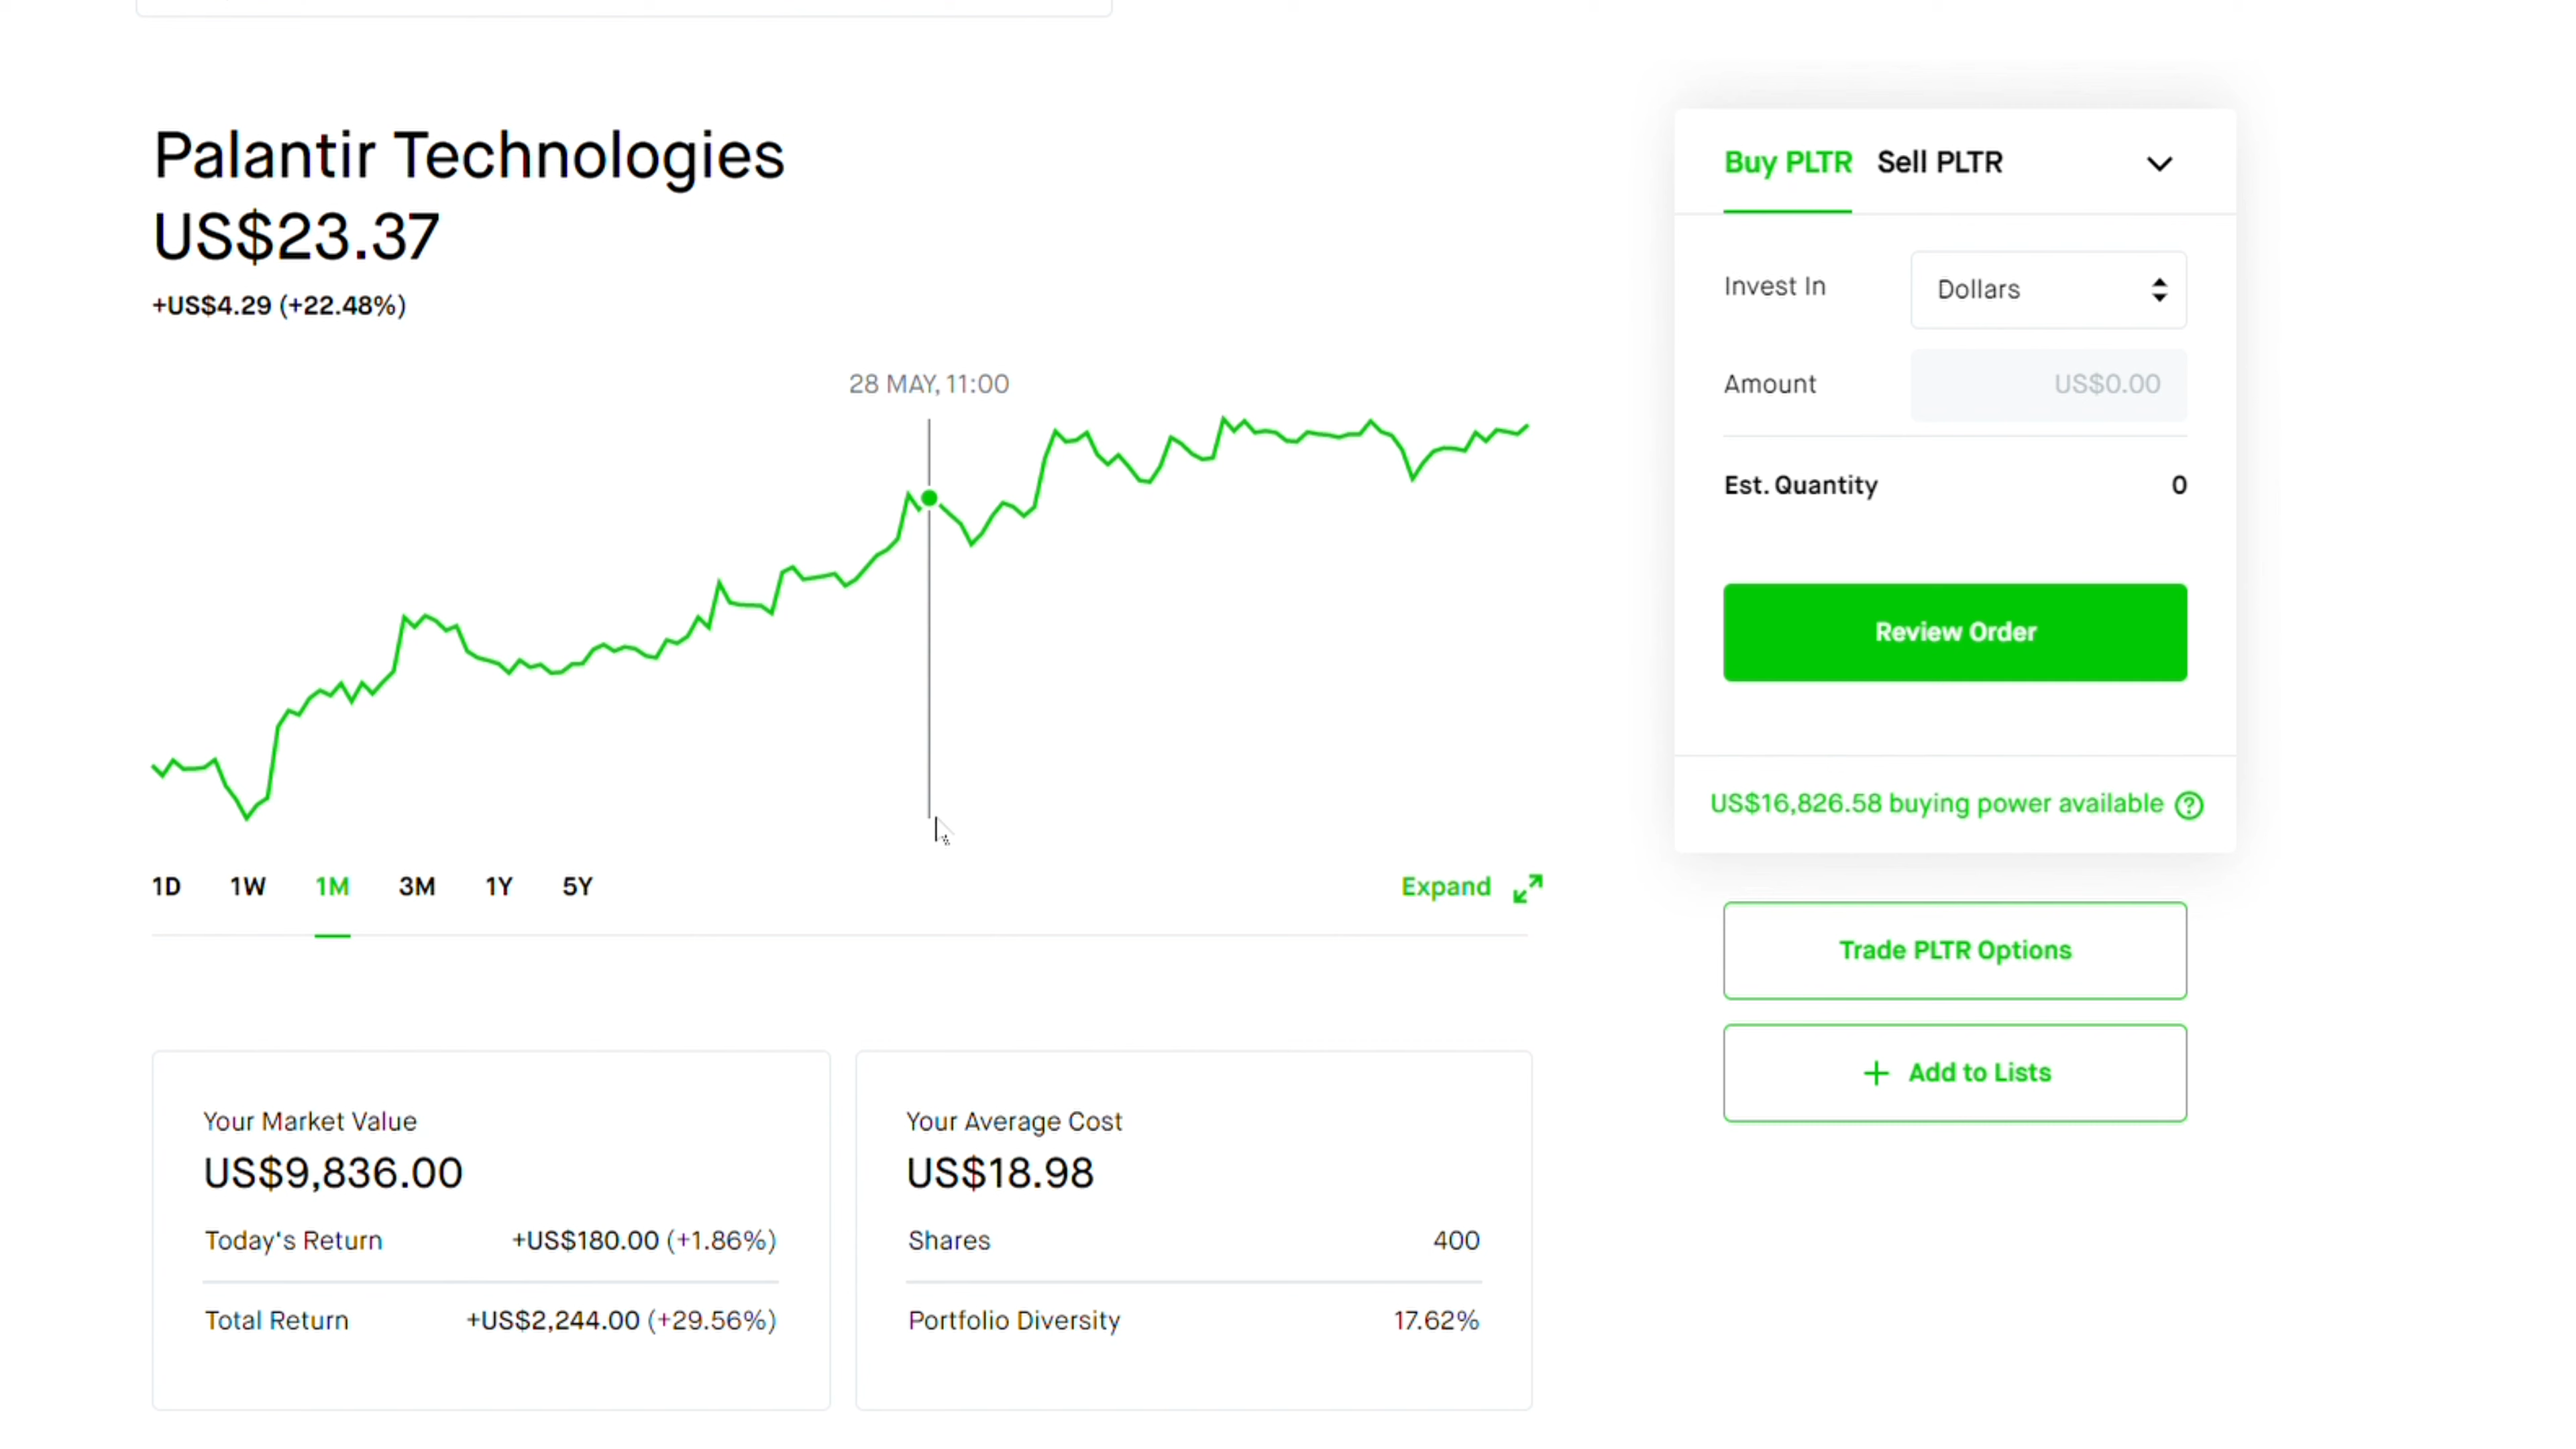 Palantir Technologies
US$23.37
+US$4.29 (+22.48%)
28 MAY, 11:00
1D 1W 1M 3M 1Y 5Y
Expand
Your Market Value
US$9,836.00
Today's Return +US$180.00 (+1.86%)
Total Return +US$2,244.00 (+29.56%)
Your Average Cost
US$18.98
Shares 400
Portfolio Diversity 17.62%
Buy PLTR Sell PLTR
Invest In Dollars
Amount US$0.00
Est. Quantity 0
Review Order
US$16,826.58 buying power available ?
Trade PLTR Options
+ Add to Lists